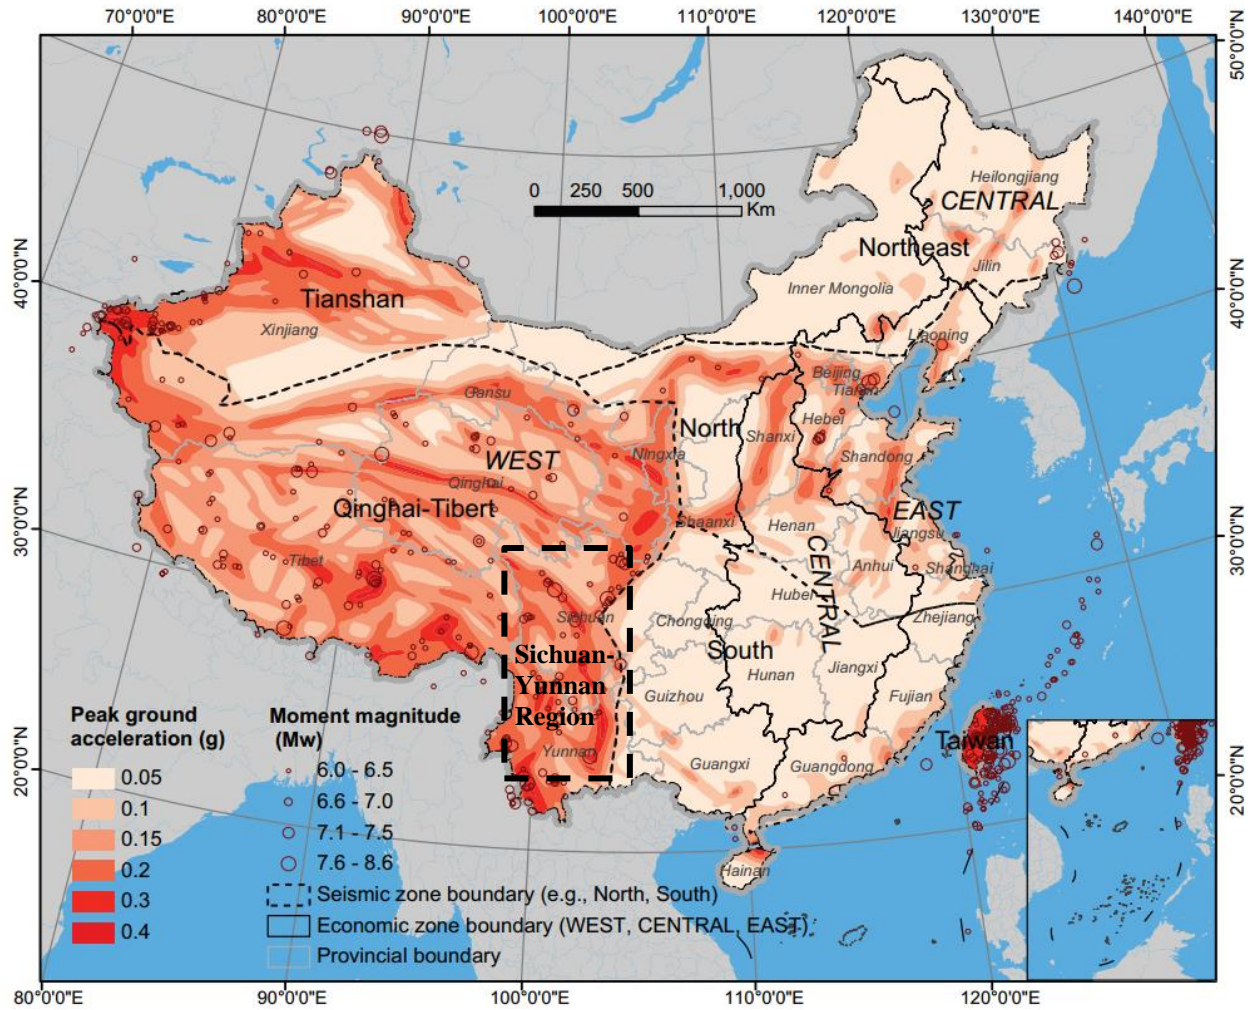 70°0'0"E
80°0'0"E
90°0'0"E
100°0'0"E
110°0'0"E
120°0'0"E
130°0'0"E
140°0'0"E
50°0'0"N
40°0'0"N
30°0'0"N
20°0'0"N
40°0'0"N
30°0'0"N
20°0'0"N
0 250 500 1,000
Km
Heilongjiang
CENTRAL
Northeast
Jilin
Inner Mongolia
Liaoning
Tianshan
Xinjiang
Beijing
Tianjin
Gansu
Hebei
North
Shanxi
Ningxia
Shandong
WEST
Qinghai
Qinghai-Tibert
EAST
Shaanxi
Henan
Jiangsu
CENTRAL
Tibet
Anhui
Shanghai
Hubei
Sichuan
Chongqing
Zhejiang
South
Sichuan-
Yunnan
Region
Hunan
Jiangxi
Guizhou
Fujian
Yunnan
Taiwan
Guangxi
Guangdong
Hainan
Peak ground
acceleration (g)
0.05
0.1
0.15
0.2
0.3
0.4
Moment magnitude
(Mw)
6.0 - 6.5
6.6 - 7.0
7.1 - 7.5
7.6 - 8.6
Seismic zone boundary (e.g., North, South)
Economic zone boundary (WEST, CENTRAL, EAST)
Provincial boundary
80°0'0"E
90°0'0"E
100°0'0"E
110°0'0"E
120°0'0"E